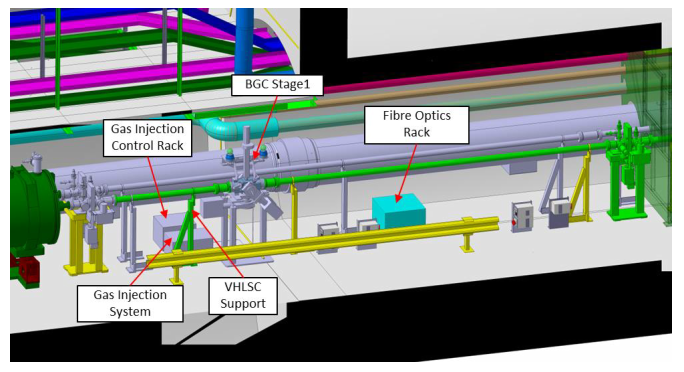 BGC Stage1
Gas Injection
Control Rack
Fibre Optics
Rack
Gas Injection
System
VHLSC
Support